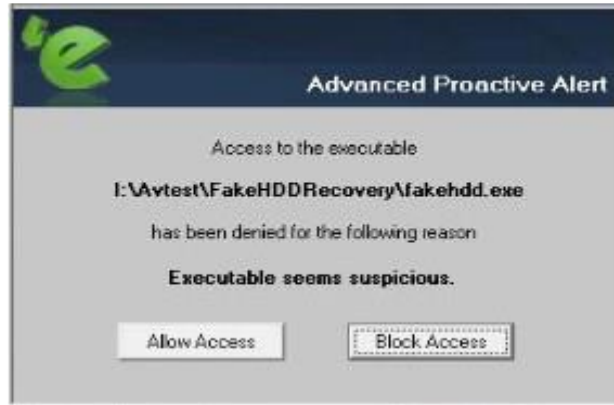 Advanced Proactive Alert
Access to the executable
I:\Avtest\FakeHDDRecovery\fakehdd.exe
has been denied for the following reason
Executable seems suspicious.
Allow Access
Block Access